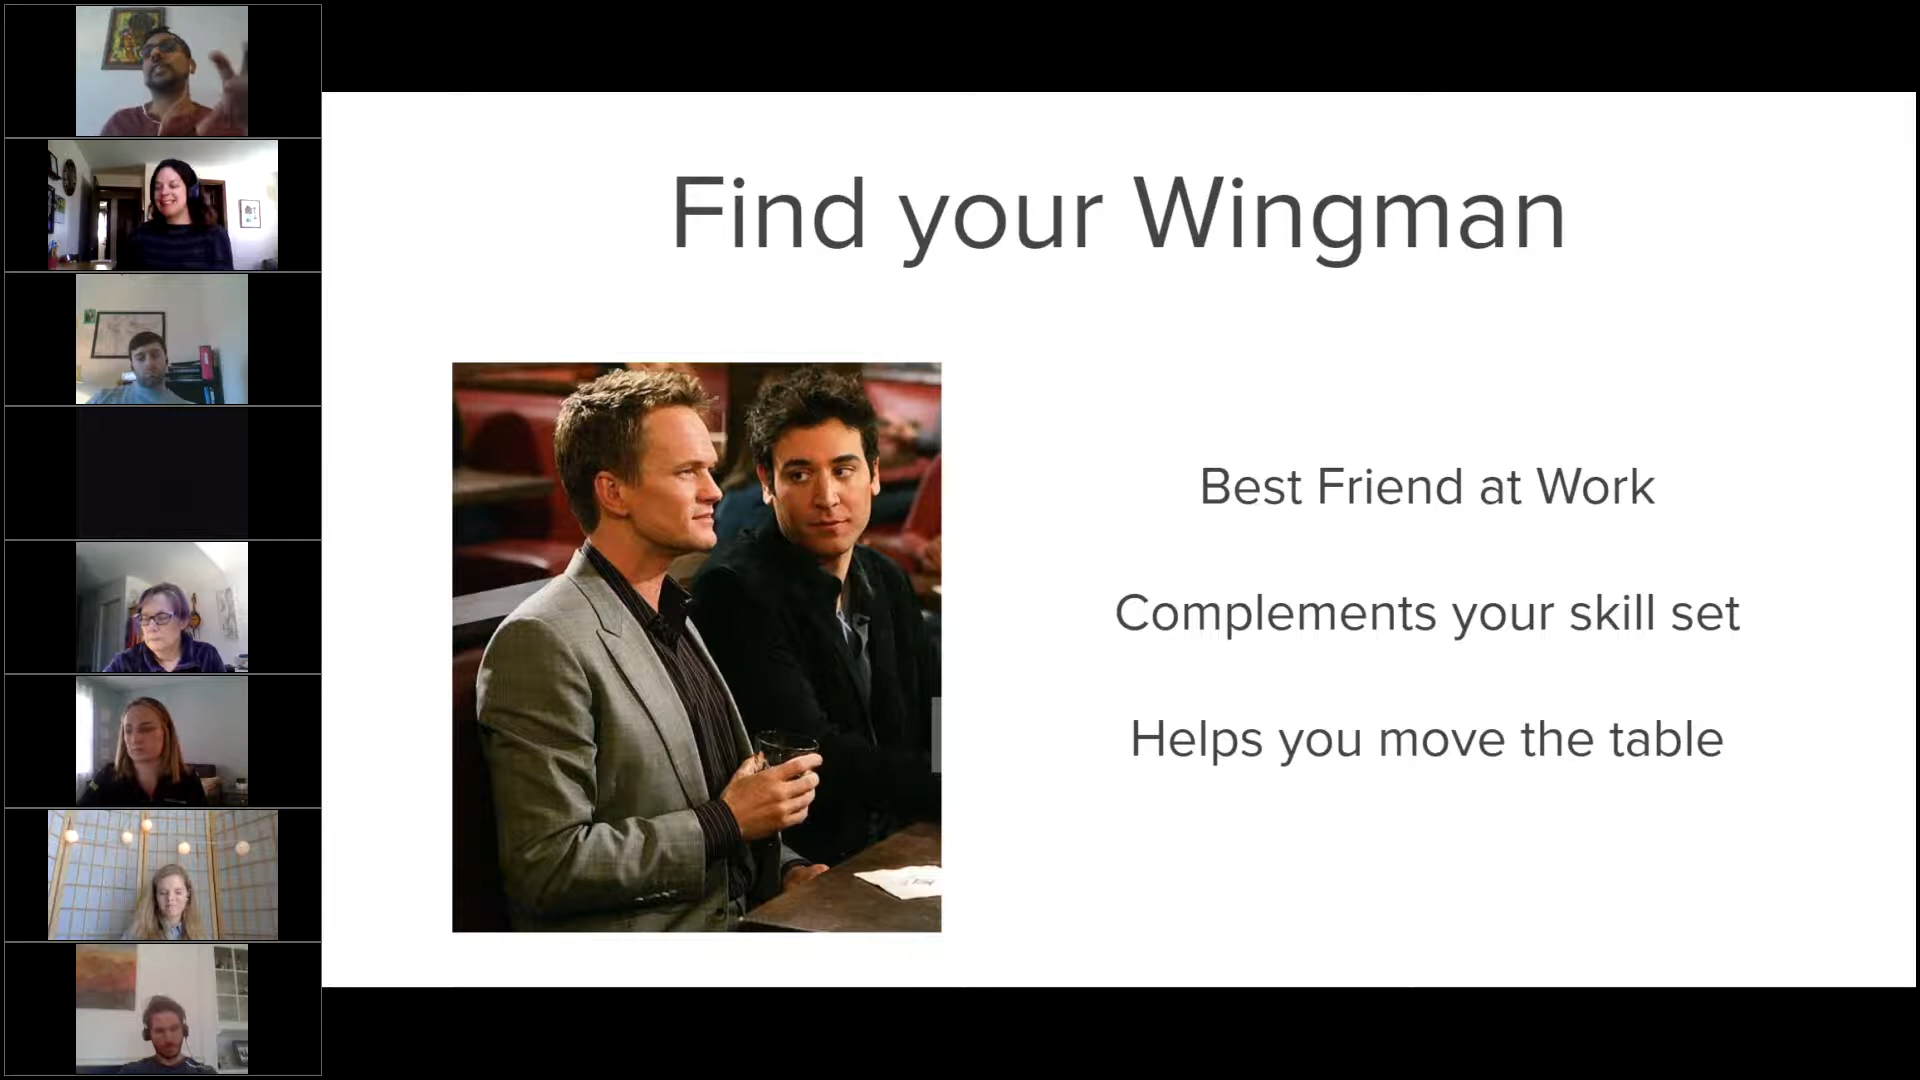 Find your Wingman
Best Friend at Work
Complements your skill set
Helps you move the table